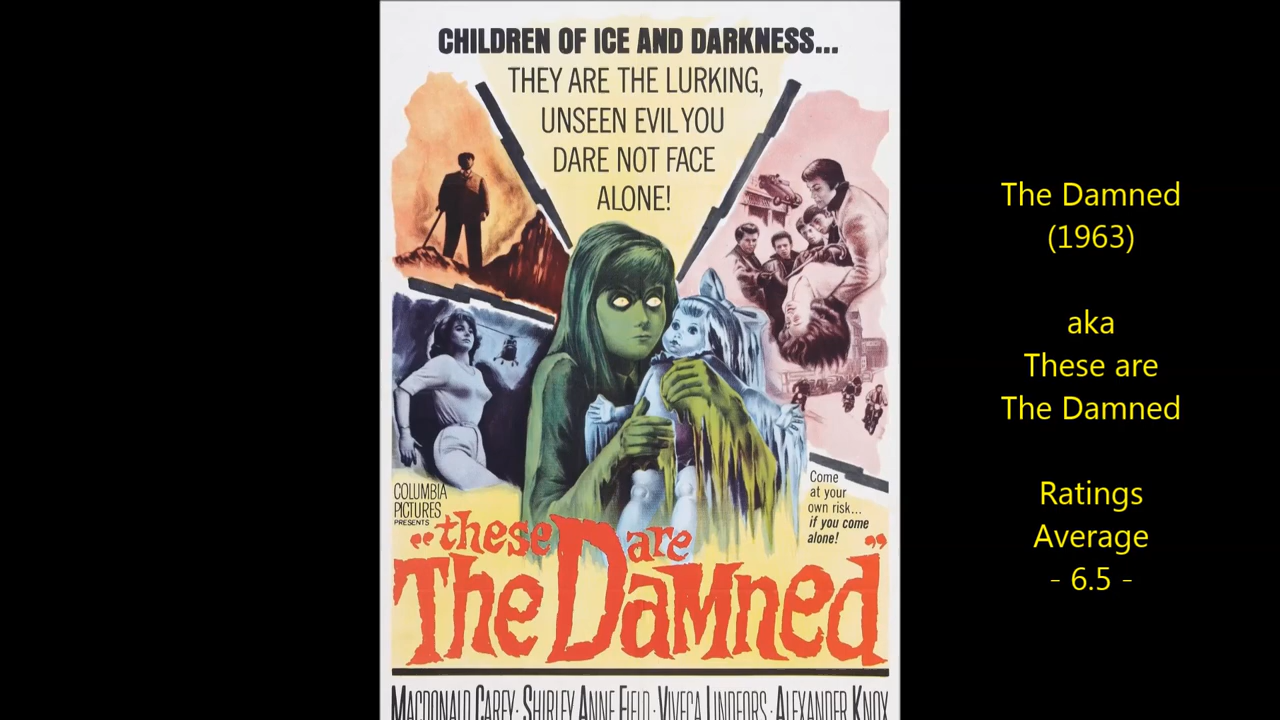 CHILDREN OF ICE AND DARKNESS...
THEY ARE THE LURKING,
UNSEEN EVIL YOU
DARE NOT FACE
ALONE!
COLUMBIA
PICTURES
PRESENTS
Come
at your
own risk...
if you come
alone!
"these are
The Damned"
MACDONALD CAREY · SHIRLEY ANNE FIELD · VIVECA LINDFORS · ALEXANDER KNOX
The Damned
(1963)
aka
These are
The Damned
Ratings
Average
- 6.5 -